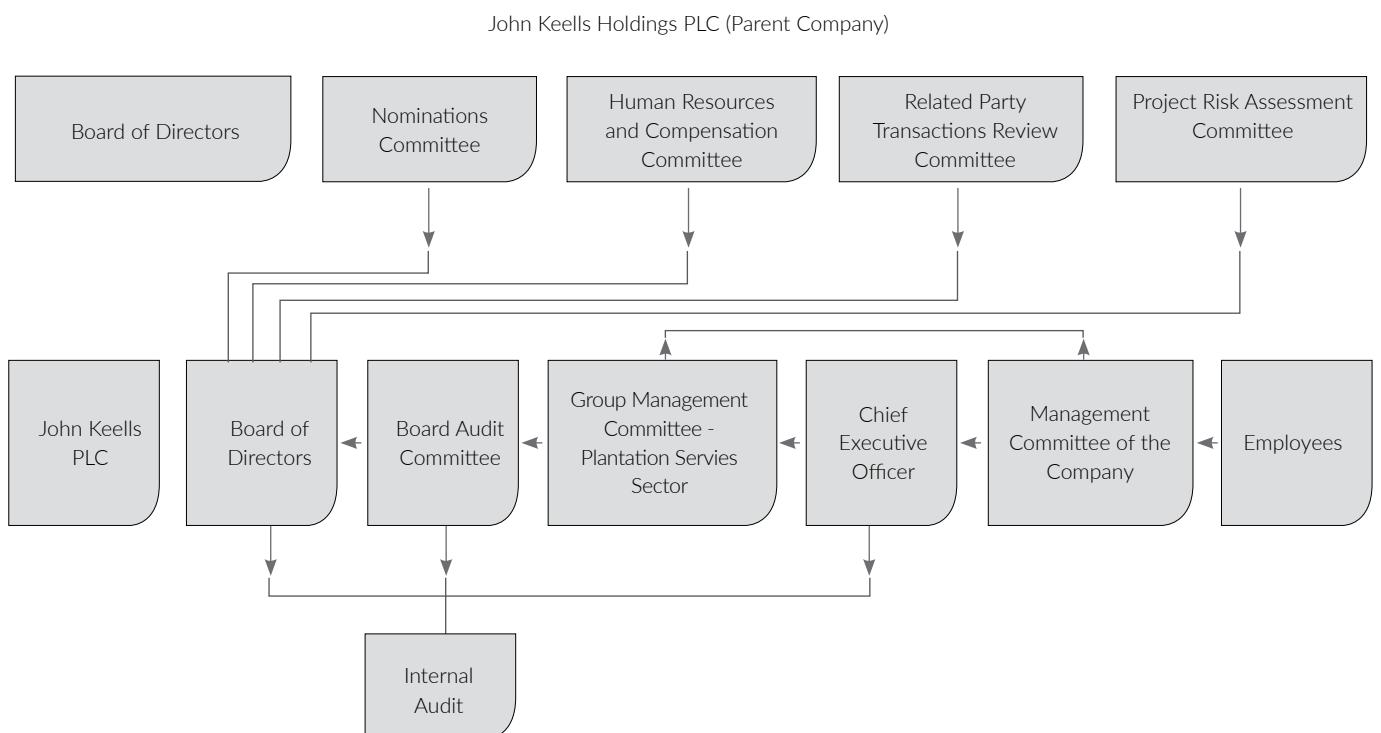 John Keells Holdings PLC (Parent Company)
Board of Directors
Nominations
Committee
Human Resources
and Compensation
Committee
Related Party
Transactions Review
Committee
Project Risk Assessment
Committee
John Keells
PLC
Board of
Directors
Board Audit
Committee
Group Management
Committee -
Plantation Servies
Sector
Chief
Executive
Officer
Management
Committee of the
Company
Employees
Internal
Audit